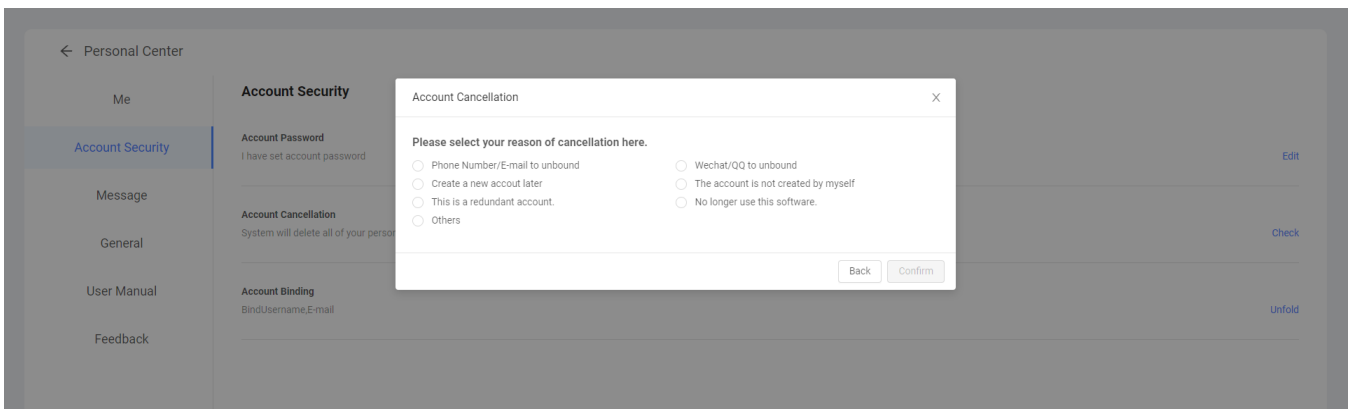 Personal Center
Me
Account Security
Message
General
User Manual
Feedback
Account Security
Account Password
I have set account password
Edit
Account Cancellation
System will delete all of your
Check
Account Binding
BindUsername,E-mail
Unfold
Account Cancellation
X
Please select your reason of cancellation here.
Phone Number/E-mail to unbound
Wechat/QQ to unbound
Create a new accout later
The account is not created by myself
This is a redundant account.
No longer use this software.
Others
Back
Confirm